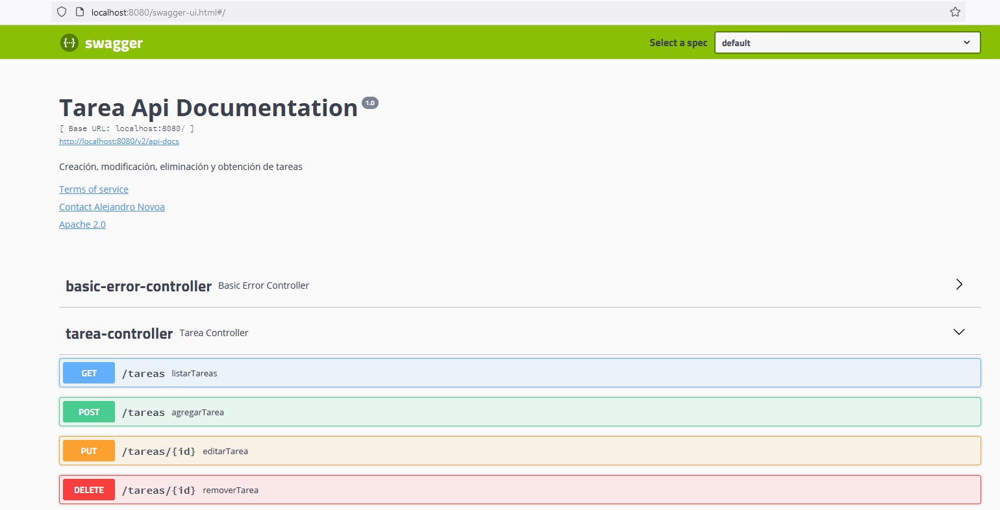 localhost:8080/swagger-ui.html#/
{··} swagger
Select a spec
default
Tarea Api Documentation 1.0
[ Base URL: localhost:8080/ ]
http://localhost:8080/v2/api-docs
Creación, modificación, eliminación y obtención de tareas
Terms of service
Contact Alejandro Novoa
Apache 2.0
basic-error-controller Basic Error Controller
tarea-controller Tarea Controller
GET /tareas listarTareas
POST /tareas agregarTarea
PUT /tareas/{id} editarTarea
DELETE /tareas/{id} removerTarea